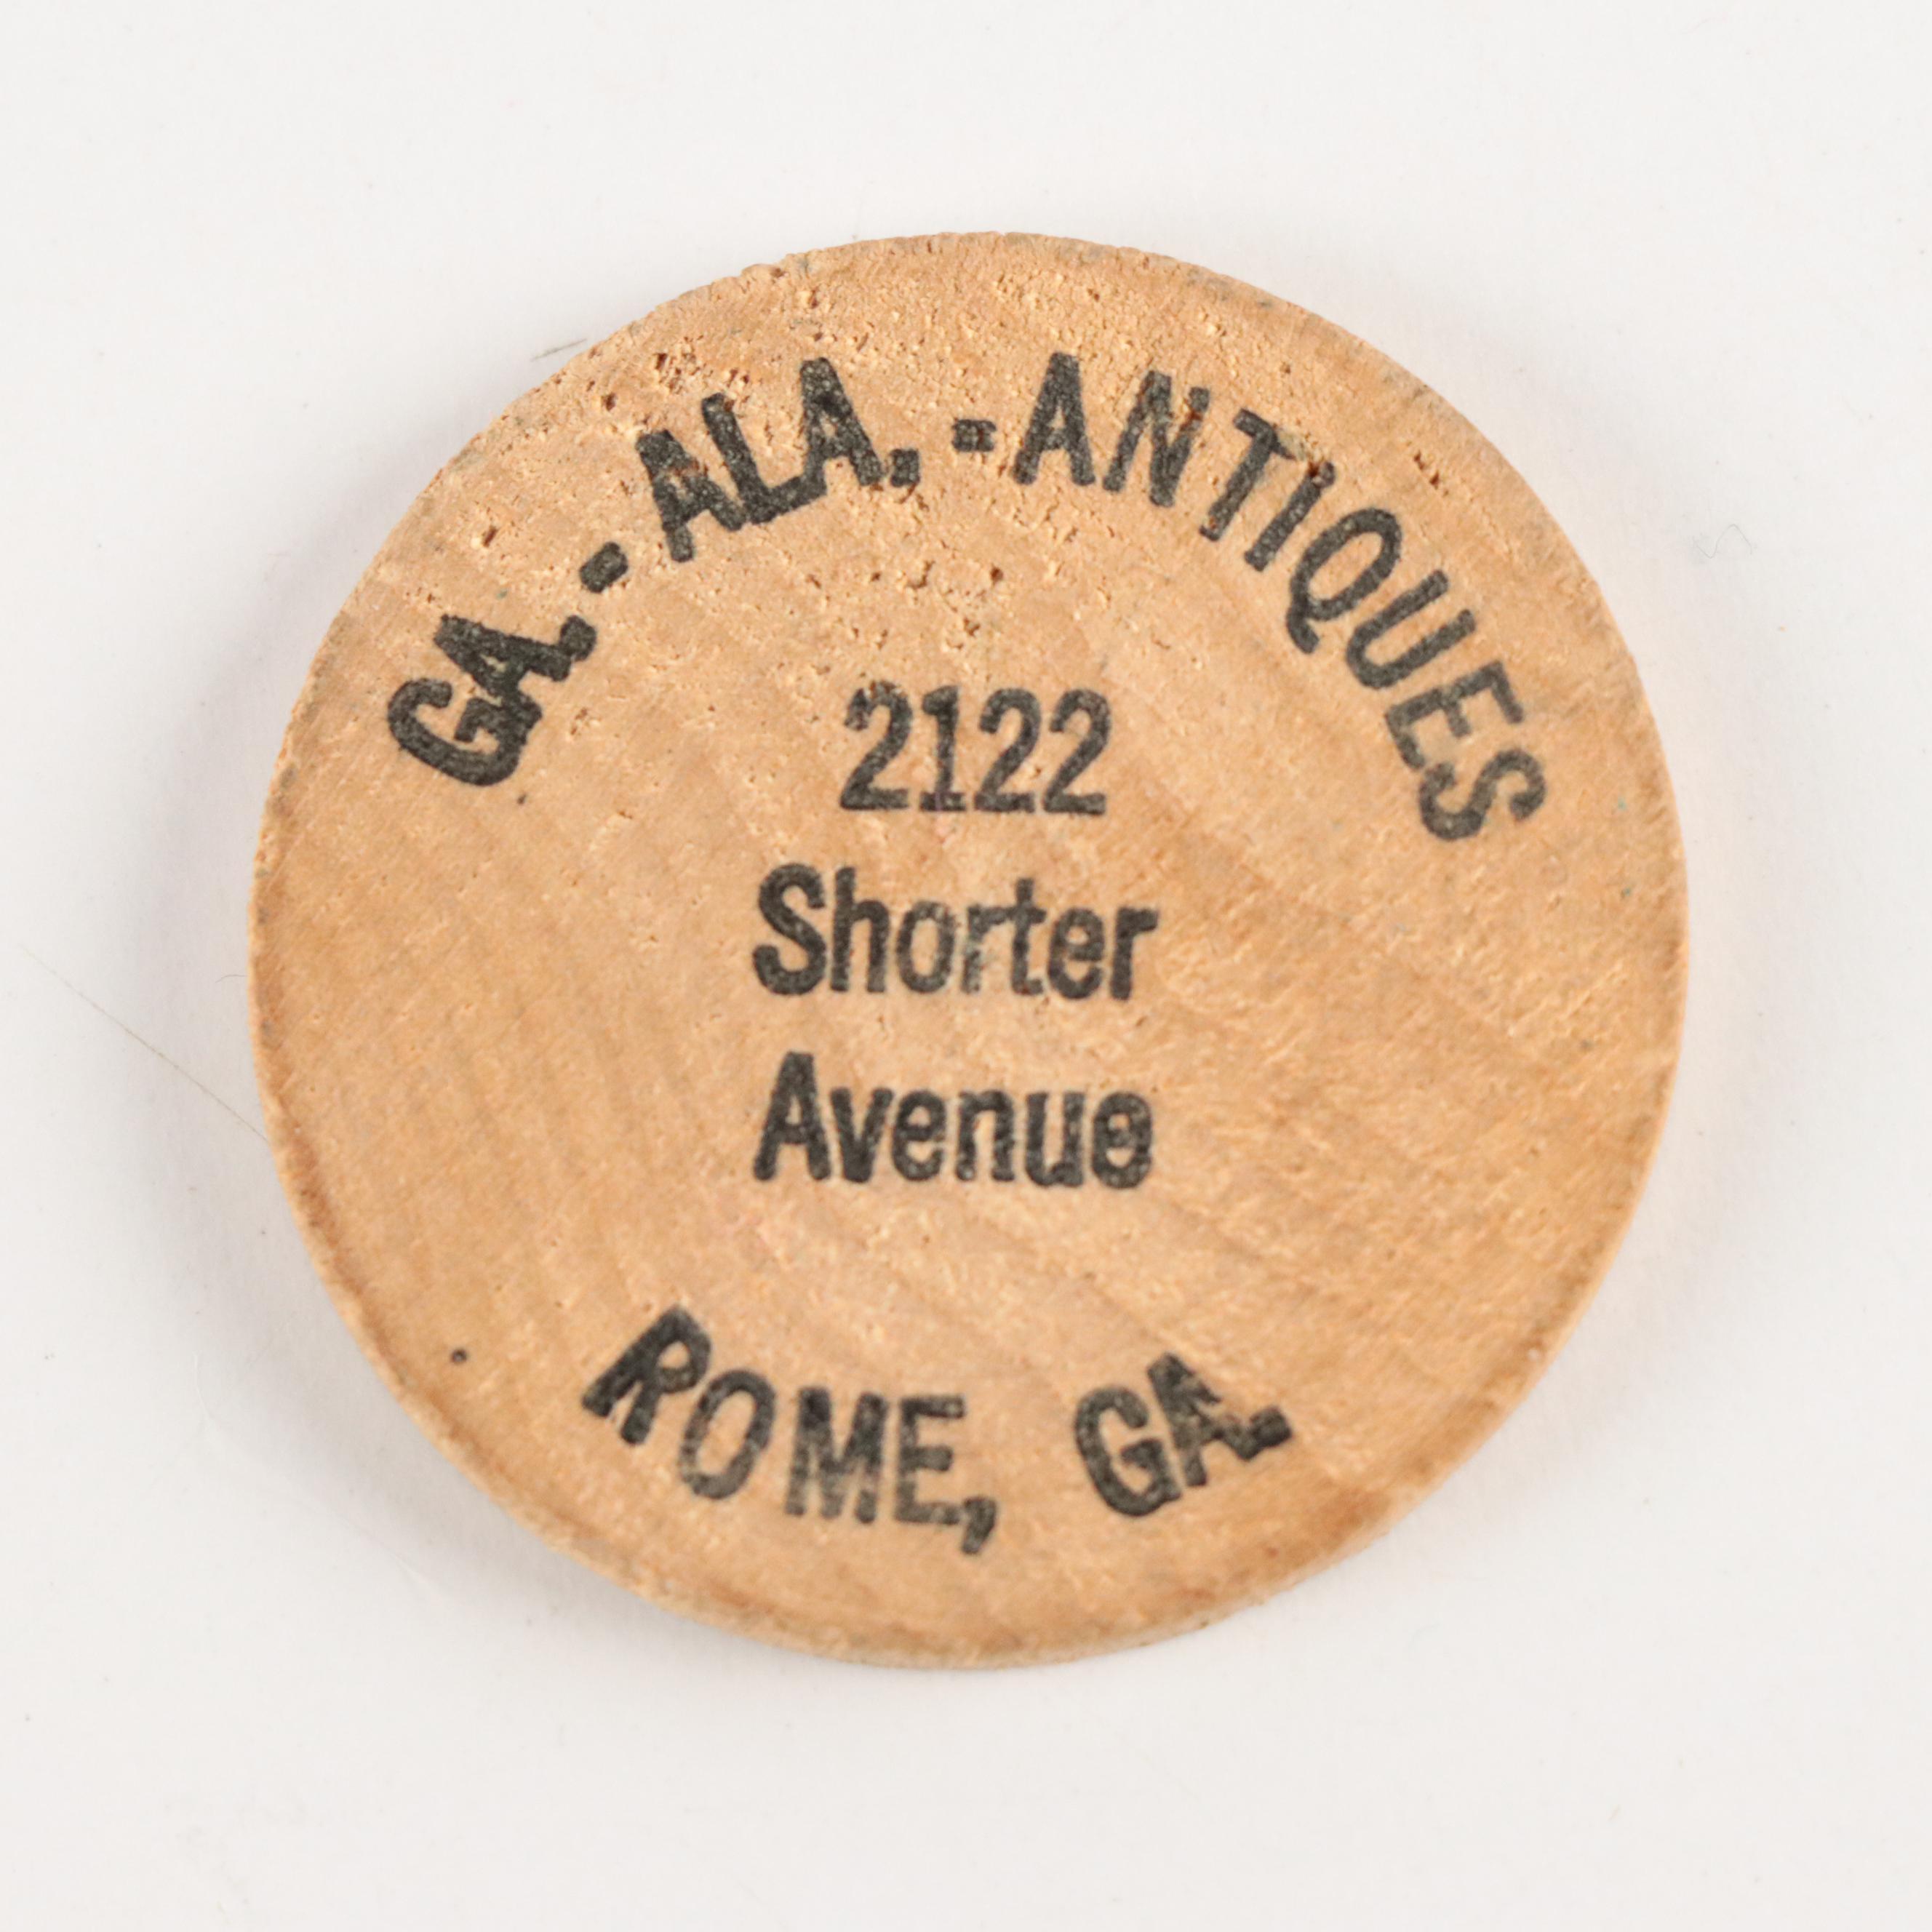 GA.-ALA.-ANTIQUES
2122
Shorter
Avenue
ROME, GA.